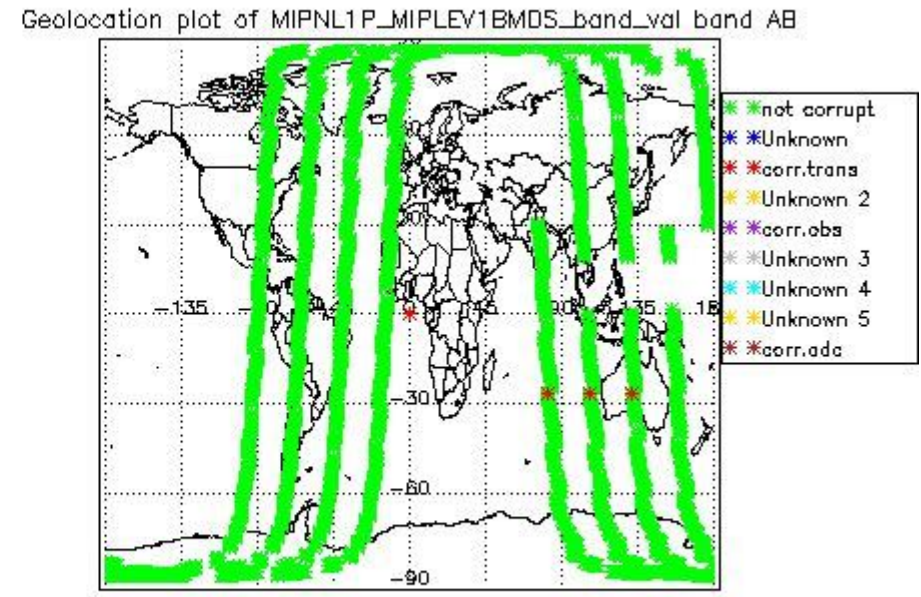 Geolocation plot of MIPNL1P_MIPLEV1BMDS_band_val band AB
not corrupt
Unknown
corr.trans
Unknown 2
corr.obs
Unknown 3
Unknown 4
Unknown 5
corr.adc
-135
135
-30
-60
-90